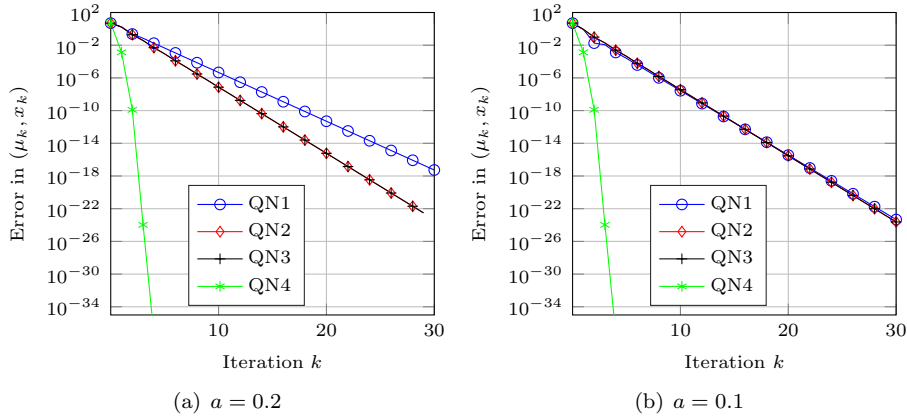 10^2
10^{-2}
10^{-6}
10^{-10}
10^{-14}
10^{-18}
10^{-22}
10^{-26}
10^{-30}
10^{-34}
Error in (μ_k, x_k)
QN1
QN2
QN3
QN4
0 10 20 30
Iteration k
(a) a = 0.2
10^2
10^{-2}
10^{-6}
10^{-10}
10^{-14}
10^{-18}
10^{-22}
10^{-26}
10^{-30}
10^{-34}
Error in (μ_k, x_k)
QN1
QN2
QN3
QN4
10 20 30
Iteration k
(b) a = 0.1